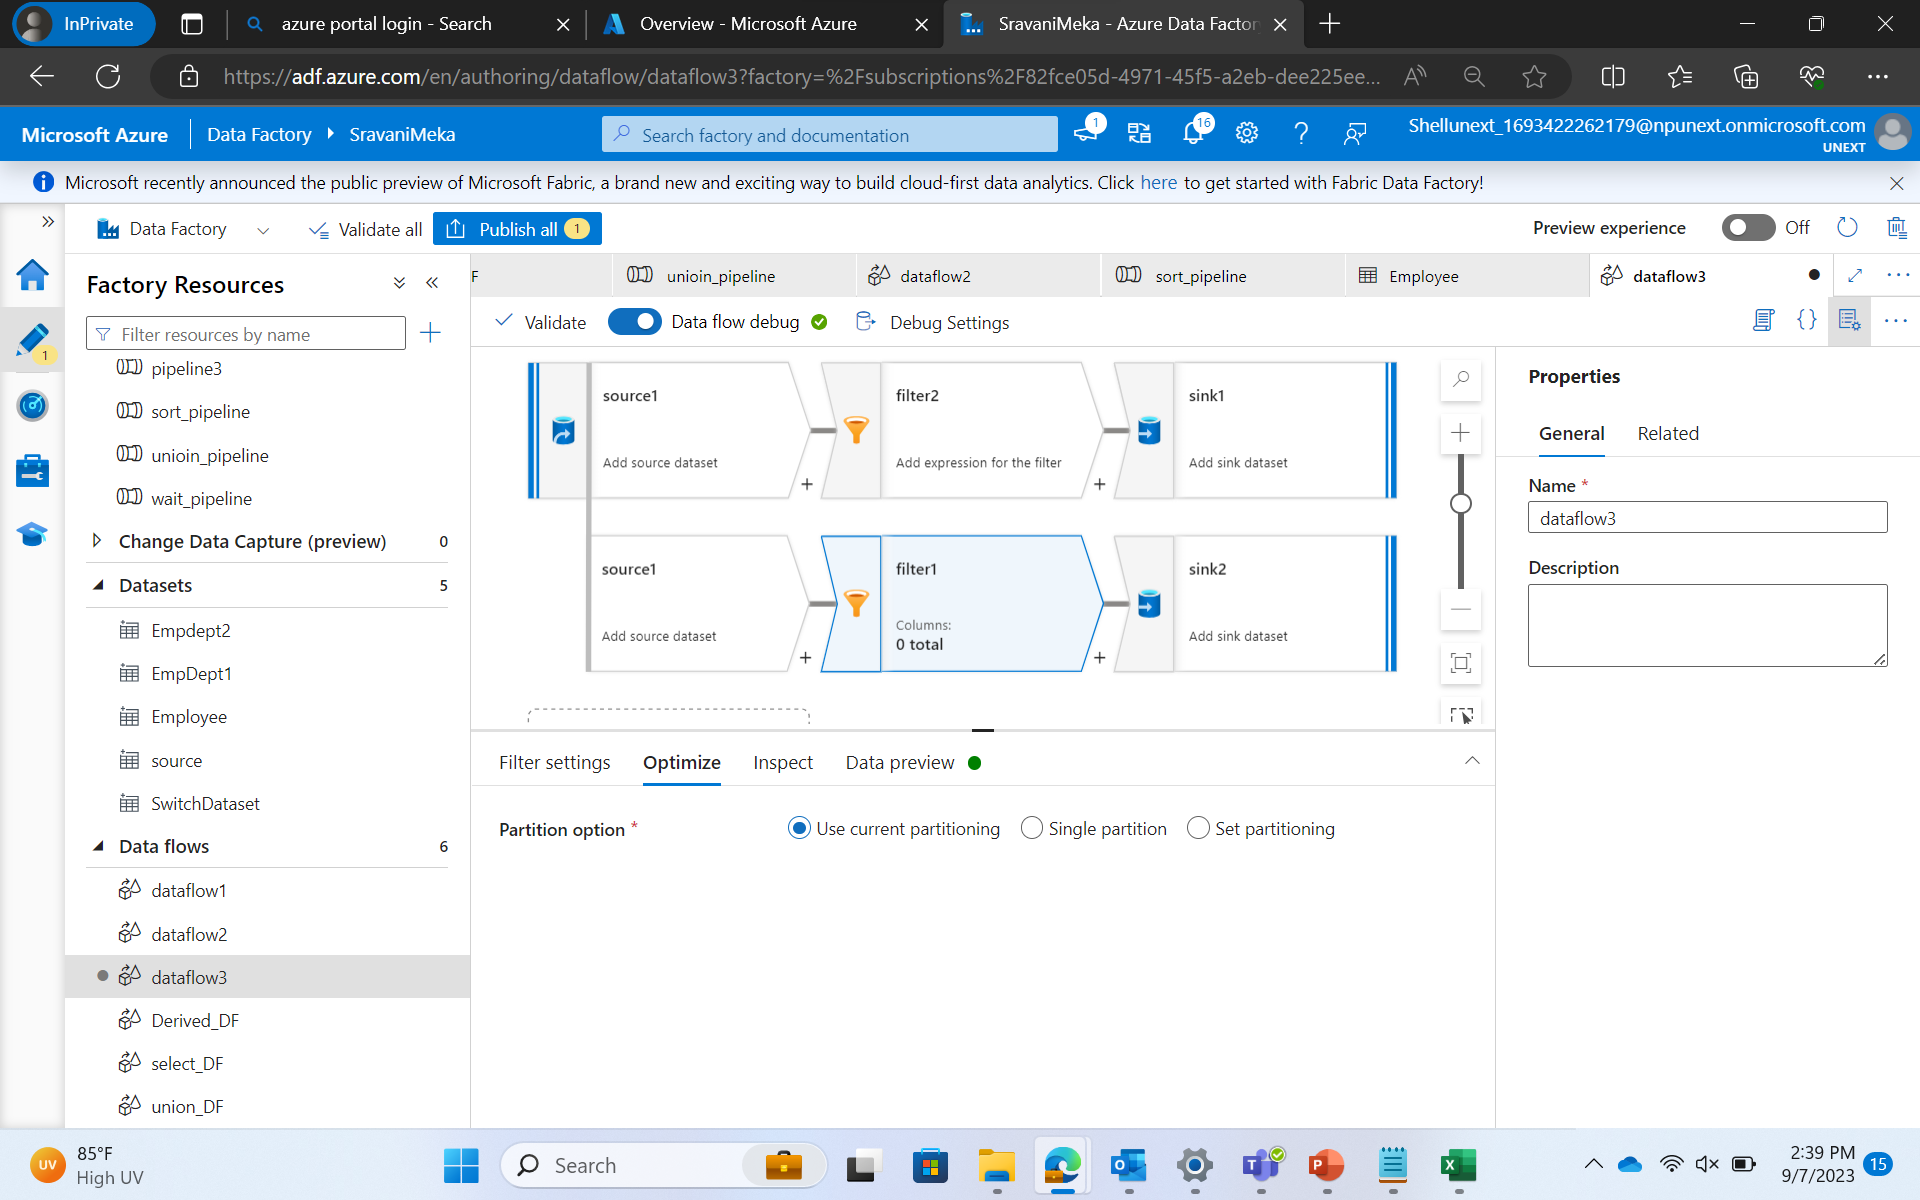 InPrivate
azure portal login - Search
Overview - Microsoft Azure
SravaniMeka - Azure Data Factor
https://adf.azure.com/en/authoring/dataflow/dataflow3?factory=%2Fsubscriptions%2F82fce05d-4971-45f5-a2eb-dee225ee...
Microsoft Azure
Data Factory
SravaniMeka
Search factory and documentation
1
16
Shellunext_1693422262179@npunext.onmicrosoft.com
UNEXT
Microsoft recently announced the public preview of Microsoft Fabric, a brand new and exciting way to build cloud-first data analytics. Click here to get started with Fabric Data Factory!
Data Factory
Validate all
Publish all 1
Preview experience
Off
1
Factory Resources
Filter resources by name
pipeline3
sort_pipeline
unioin_pipeline
wait_pipeline
Change Data Capture (preview) 0
Datasets 5
Empdept2
EmpDept1
Employee
source
SwitchDataset
Data flows 6
dataflow1
dataflow2
dataflow3
Derived_DF
select_DF
union_DF
F
unioin_pipeline
dataflow2
sort_pipeline
Employee
dataflow3
Validate
Data flow debug
Debug Settings
source1
Add source dataset
+
filter2
Add expression for the filter
+
sink1
Add sink dataset
source1
Add source dataset
+
filter1
Columns:
0 total
+
sink2
Add sink dataset
Filter settings
Optimize
Inspect
Data preview
Partition option *
Use current partitioning
Single partition
Set partitioning
Properties
General
Related
Name *
dataflow3
Description
UV
85°F
High UV
Search
2:39 PM
9/7/2023
15